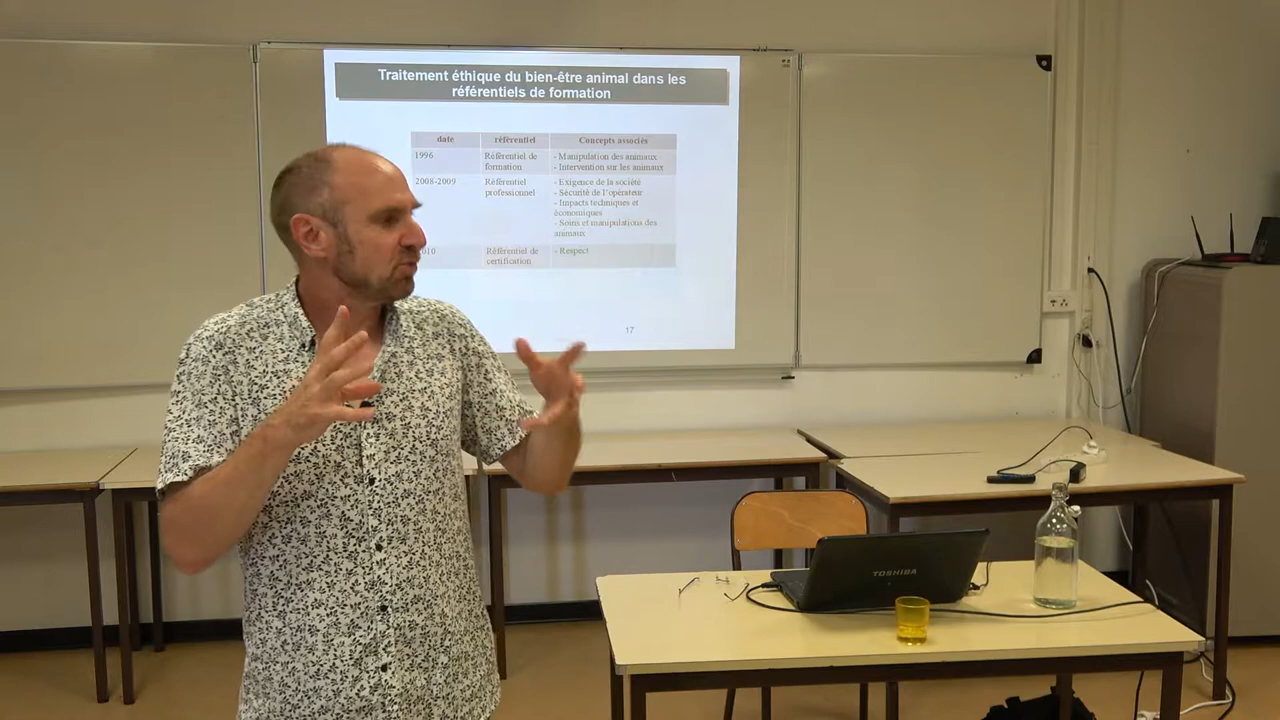 Traitement éthique du bien-être animal dans les
référentiels de formation
date
référentiel
Concepts associés
1996
Référentiel de
formation
- Manipulation des animaux
- Intervention sur les animaux
2008-2009
Référentiel
professionnel
- Exigence de la société
- Sécurité de l'opérateur
- Impacts techniques et
économiques
- Soins et manipulations des
animaux
010
Référentiel de
certification
- Respect
17
TOSHIBA